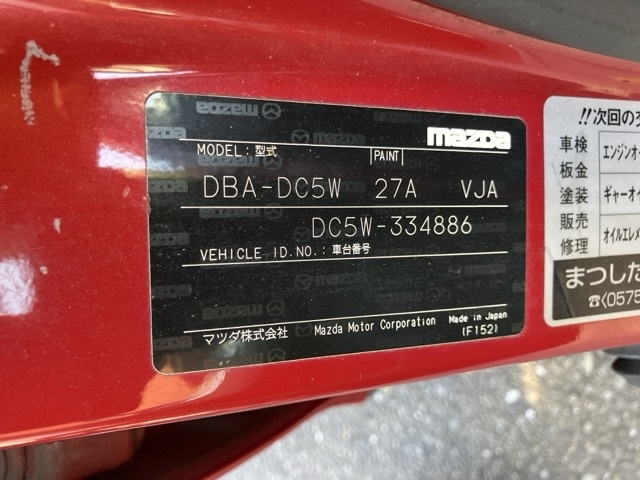 mazda
MODEL: 型式
PAINT
DBA-DC5W 27A VJA
DC5W-334886
VEHICLE ID.NO.: 車台番号
マツダ株式会社 Mazda Motor Corporation Made in Japan
(F152)
!!次回の
車検
板金
塗装
販売
修理
エンジンオ
ギャーオイ
オイルエレメ
まつした
☎(0575